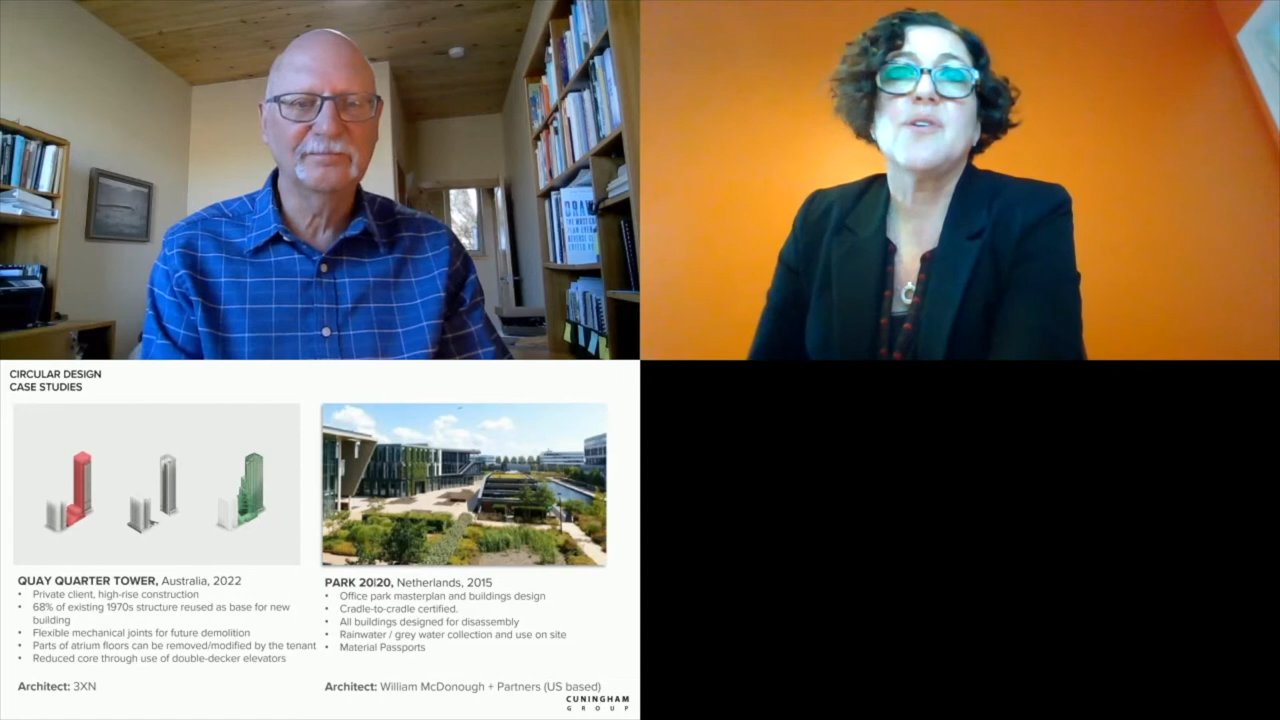 DRAW
CIRCULAR DESIGN
CASE STUDIES
QUAY QUARTER TOWER, Australia, 2022
• Private client, high-rise construction
• 68% of existing 1970s structure reused as base for new
building
• Flexible mechanical joints for future demolition
• Parts of atrium floors can be removed/modified by the tenant
• Reduced core through use of double-decker elevators
Architect: 3XN
PARK 20|20, Netherlands, 2015
• Office park masterplan and buildings design
• Cradle-to-cradle certified.
• All buildings designed for disassembly
• Rainwater / grey water collection and use on site
• Material Passports
Architect: William McDonough + Partners (US based)
CUNINGHAM
GROUP